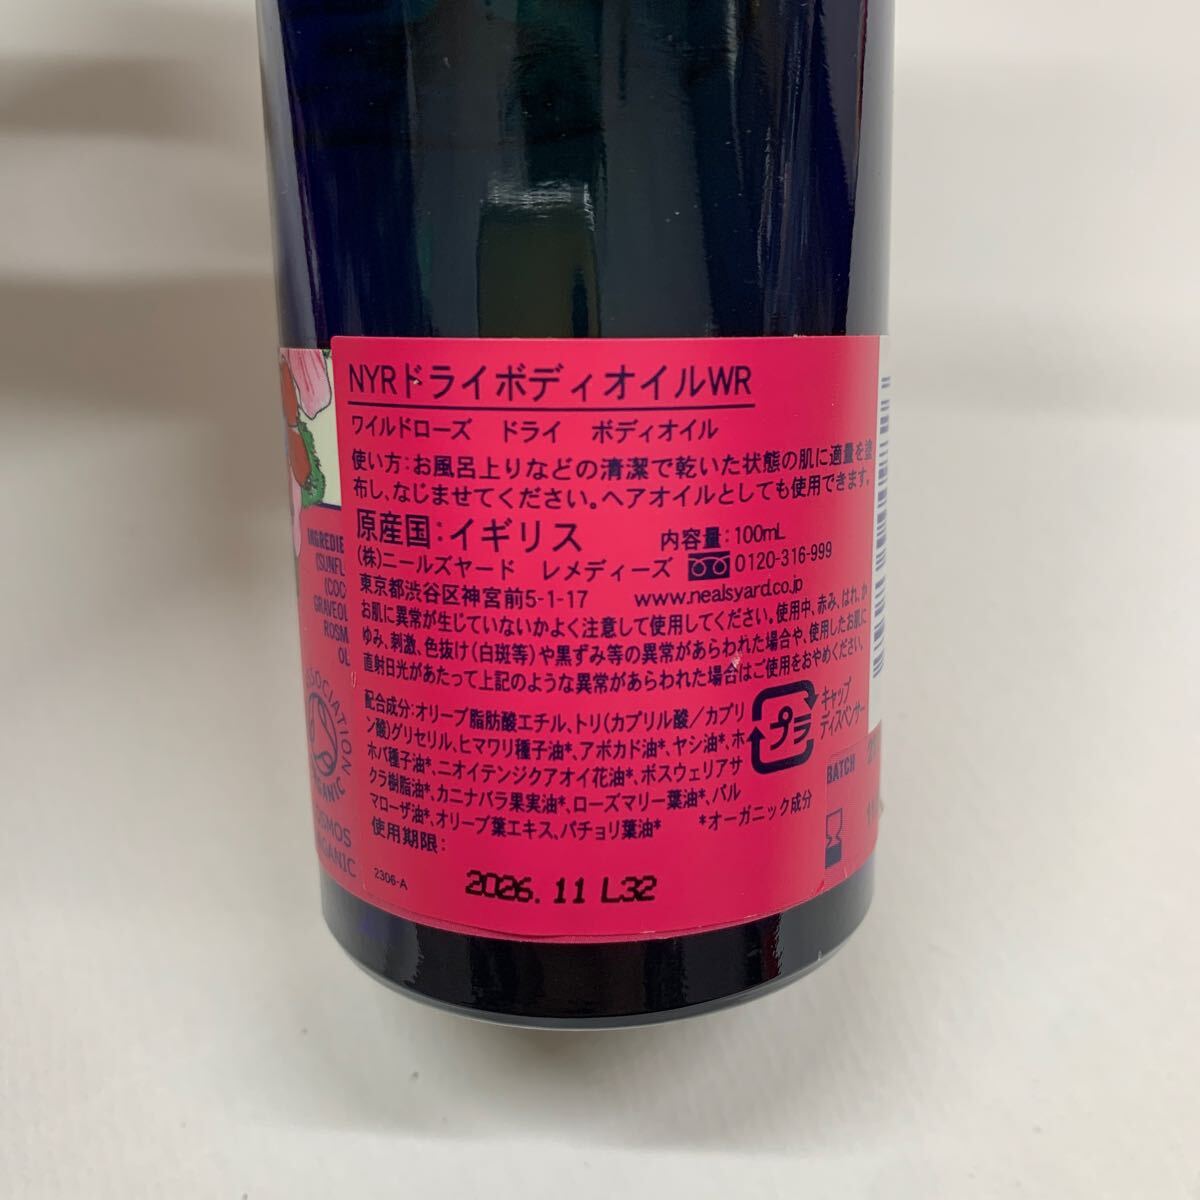 NYRドライボディオイルWR
ワイルドローズ ドライ ボディオイル
使い方:お風呂上りなどの清潔で乾いた状態の肌に適量を塗
布し、なじませてください。ヘアオイルとしても使用できます。
原産国:イギリス 内容量:100mL
(株)ニールズヤード レメディーズ 0120-316-999
東京都渋谷区神宮前5-1-17 www.nealsyard.co.jp
お肌に異常が生じていないかよく注意して使用してください。使用中、赤み、はれ、か
ゆみ、刺激、色抜け(白斑等)や黒ずみ等の異常があらわれた場合や、使用したお肌に
直射日光があたって上記のような異常があらわれた場合はご使用をおやめください。
配合成分:オリーブ脂肪酸エチル、トリ(カプリル酸/カプリ
ン酸)グリセリル、ヒマワリ種子油*、アボカド油*、ヤシ油*、ホ
ホバ種子油*、ニオイテンジクアオイ花油*、ボスウェリアサ
クラ樹脂油*、カニナバラ果実油*、ローズマリー葉油*、パル
マローザ油*、オリーブ葉エキス、パチョリ葉油* *オーガニック成分
使用期限:
2306-A
2026.11 L32
プラ
キャップ
ディスペンサー
BATCH
INGREDIE
(SUNFL
(COC
GRAVEOL
ROSM
OL
SSOCIATION
ORGANIC
OSMOS
GANIC